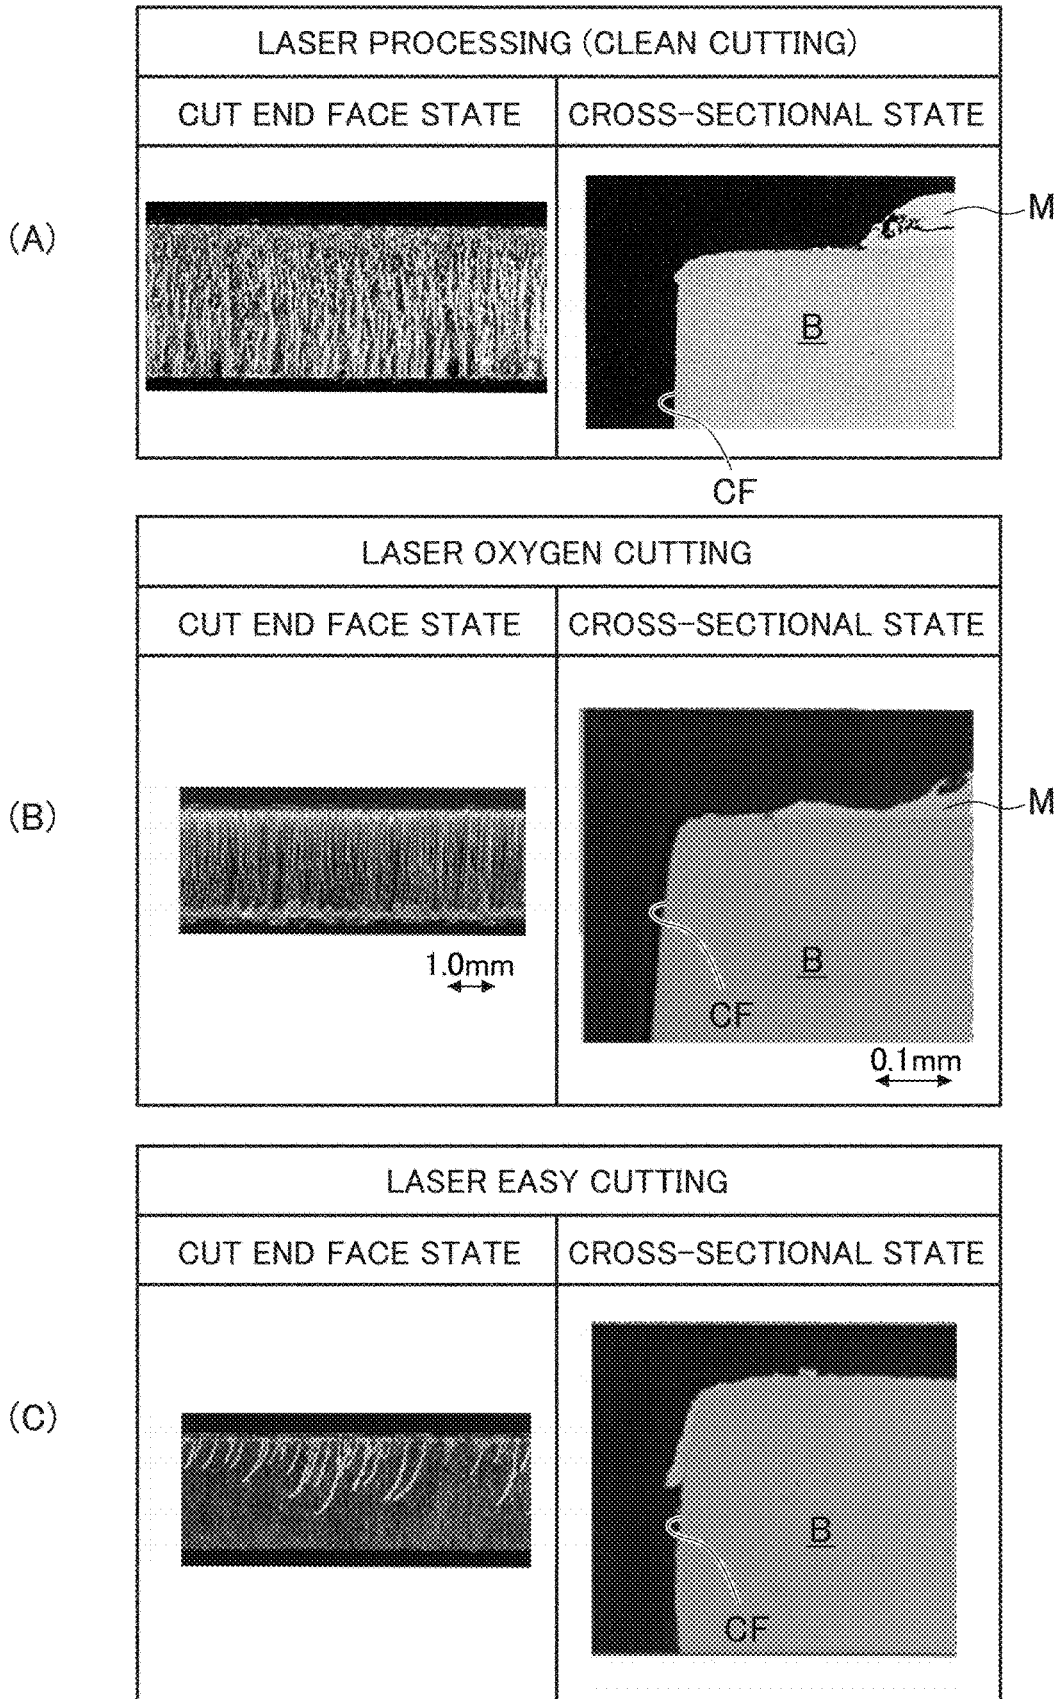 LASER PROCESSING (CLEAN CUTTING)
CUT END FACE STATE
CROSS-SECTIONAL STATE
(A)
M
B
CF
LASER OXYGEN CUTTING
CUT END FACE STATE
CROSS-SECTIONAL STATE
(B)
M
B
CF
1.0mm
0.1mm
LASER EASY CUTTING
CUT END FACE STATE
CROSS-SECTIONAL STATE
(C)
B
CF